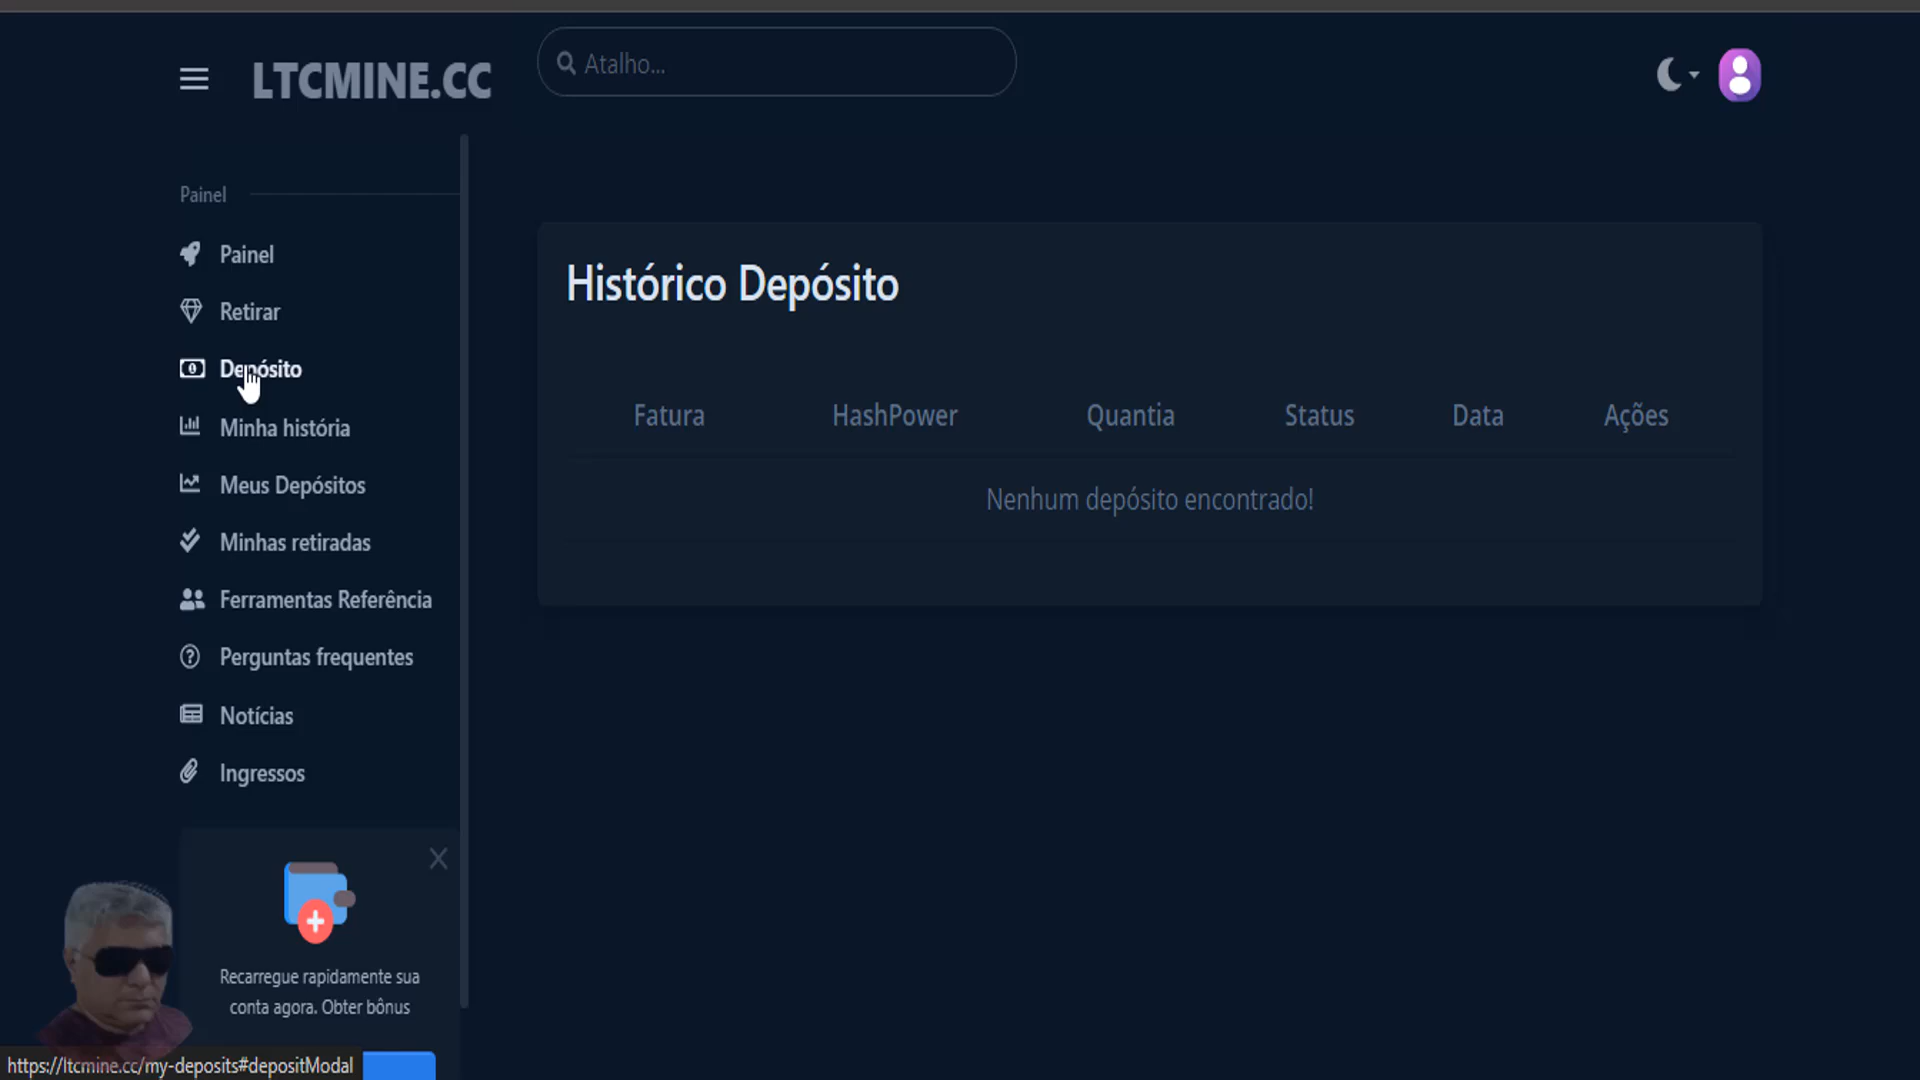 LTCMINE.CC
Atalho...
Painel
Painel
Retirar
Depósito
Minha história
Meus Depósitos
Minhas retiradas
Ferramentas Referência
Perguntas frequentes
Notícias
Ingressos
Recarregue rapidamente sua
conta agora. Obter bônus
Histórico Depósito
Fatura HashPower Quantia Status Data Ações
Nenhum depósito encontrado!
https://ltcmine.cc/my-deposits#depositModal